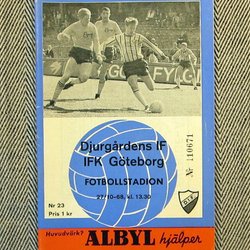 Djurgårdens IF
IFK Göteborg
FOTBOLLSTADION
27/10-68, kl. 13.30
Nº 110671
D.I.F.
Nr 23
Pris 1 kr
Huvudvärk?
ALBYL hjälper